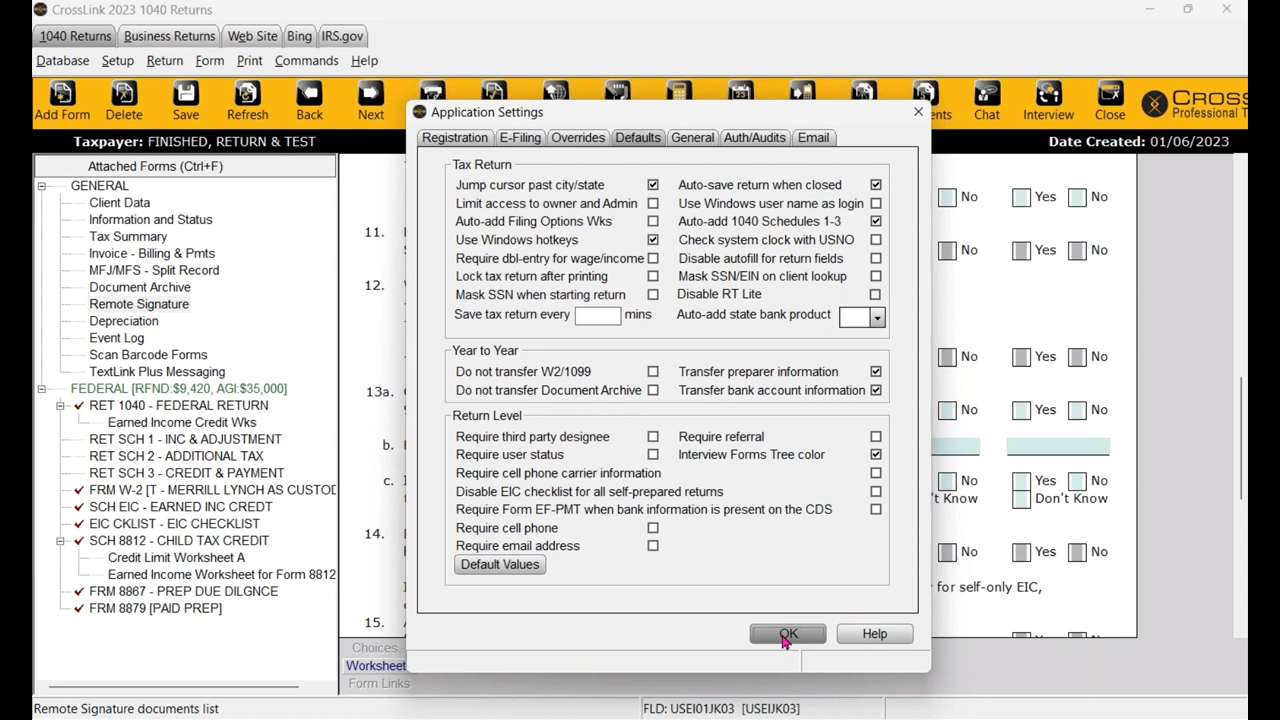 CrossLink 2023 1040 Returns
1040 Returns Business Returns Web Site Bing IRS.gov
Database Setup Return Form Print Commands Help
Add Form Delete Save Refresh Back Next Chat Interview Close
CROSS
Professional
Taxpayer: FINISHED, RETURN & TEST
Date Created: 01/06/2023
Attached Forms (Ctrl+F)
GENERAL
Client Data
Information and Status
Tax Summary
Invoice - Billing & Pmts
MFJ/MFS - Split Record
Document Archive
Remote Signature
Depreciation
Event Log
Scan Barcode Forms
TextLink Plus Messaging
FEDERAL [RFND:$9,420, AGI:$35,000]
RET 1040 - FEDERAL RETURN
Earned Income Credit Wks
RET SCH 1 - INC & ADJUSTMENT
RET SCH 2 - ADDITIONAL TAX
RET SCH 3 - CREDIT & PAYMENT
FRM W-2 [T - MERRILL LYNCH AS CUSTOD
SCH EIC - EARNED INC CREDT
EIC CKLIST - EIC CHECKLIST
SCH 8812 - CHILD TAX CREDIT
Credit Limit Worksheet A
Earned Income Worksheet for Form 8812
FRM 8867 - PREP DUE DILGNCE
FRM 8879 [PAID PREP]
Application Settings
Registration E-Filing Overrides Defaults General Auth/Audits Email
Tax Return
Jump cursor past city/state Auto-save return when closed
Limit access to owner and Admin Use Windows user name as login
Auto-add Filing Options Wks Auto-add 1040 Schedules 1-3
Use Windows hotkeys Check system clock with USNO
Require dbl-entry for wage/income Disable autofill for return fields
Lock tax return after printing Mask SSN/EIN on client lookup
Mask SSN when starting return Disable RT Lite
Save tax return every mins Auto-add state bank product
Year to Year
Do not transfer W2/1099 Transfer preparer information
Do not transfer Document Archive Transfer bank account information
Return Level
Require third party designee Require referral
Require user status Interview Forms Tree color
Require cell phone carrier information
Disable EIC checklist for all self-prepared returns
Require Form EF-PMT when bank information is present on the CDS
Require cell phone
Require email address
Default Values
OK Help
No Yes No
11. No Yes No
12.
No Yes No
13a. No Yes No
b.
c. No Yes No
't Know Don't Know
14. No Yes No
for self-only EIC,
15.
Choices
Worksheet
Form Links
Remote Signature documents list
FLD: USEI01JK03 [USEIJK03]